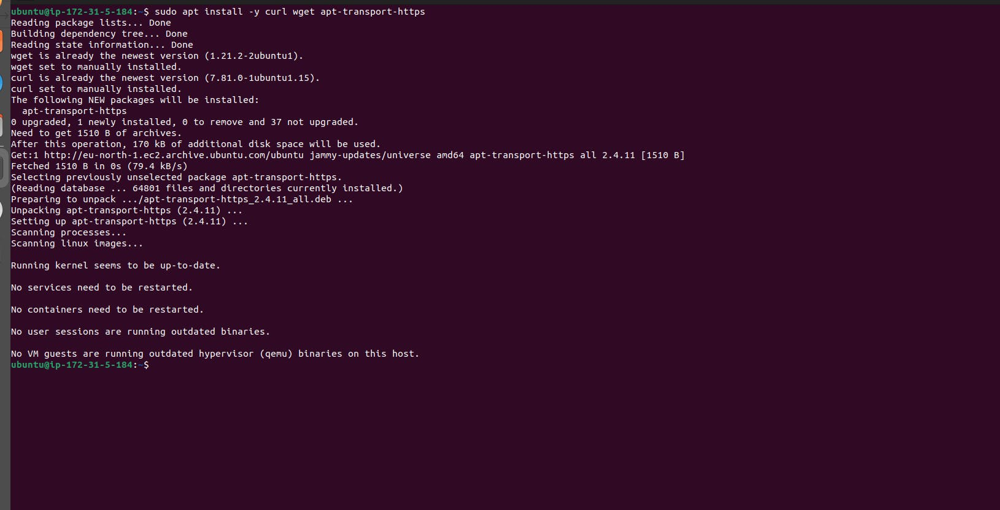 ubuntu@ip-172-31-5-184:~$ sudo apt install -y curl wget apt-transport-https
Reading package lists... Done
Building dependency tree... Done
Reading state information... Done
wget is already the newest version (1.21.2-2ubuntu1).
wget set to manually installed.
curl is already the newest version (7.81.0-1ubuntu1.15).
curl set to manually installed.
The following NEW packages will be installed:
  apt-transport-https
0 upgraded, 1 newly installed, 0 to remove and 37 not upgraded.
Need to get 1510 B of archives.
After this operation, 170 kB of additional disk space will be used.
Get:1 http://eu-north-1.ec2.archive.ubuntu.com/ubuntu jammy-updates/universe amd64 apt-transport-https all 2.4.11 [1510 B]
Fetched 1510 B in 0s (79.4 kB/s)
Selecting previously unselected package apt-transport-https.
(Reading database ... 64801 files and directories currently installed.)
Preparing to unpack .../apt-transport-https_2.4.11_all.deb ...
Unpacking apt-transport-https (2.4.11) ...
Setting up apt-transport-https (2.4.11) ...
Scanning processes...
Scanning linux images...
Running kernel seems to be up-to-date.
No services need to be restarted.
No containers need to be restarted.
No user sessions are running outdated binaries.
No VM guests are running outdated hypervisor (qemu) binaries on this host.
ubuntu@ip-172-31-5-184:~$